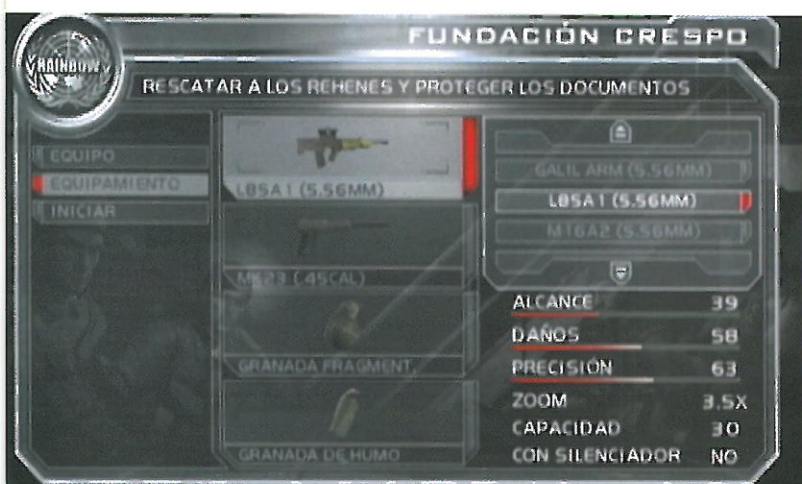 FUNDACIÓN CRESPO
RAINBOW
RESCATAR A LOS REHENES Y PROTEGER LOS DOCUMENTOS
EQUIPO
EQUIPAMIENTO
INICIAR
L85A1 (5.56MM)
MK23 (.45CAL)
GRANADA FRAGMENT.
GRANADA DE HUMO
GALIL ARM (5.56MM)
L85A1 (5.56MM)
M16A2 (5.56MM)
ALCANCE 39
DAÑOS 58
PRECISIÓN 63
ZOOM 3.5X
CAPACIDAD 30
CON SILENCIADOR NO